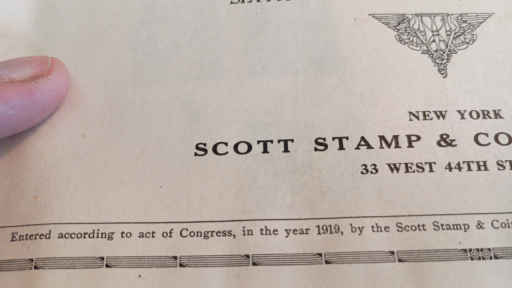 NEW YORK
SCOTT STAMP & CO
33 WEST 44TH ST
Entered according to act of Congress, in the year 1919, by the Scott Stamp & Coi